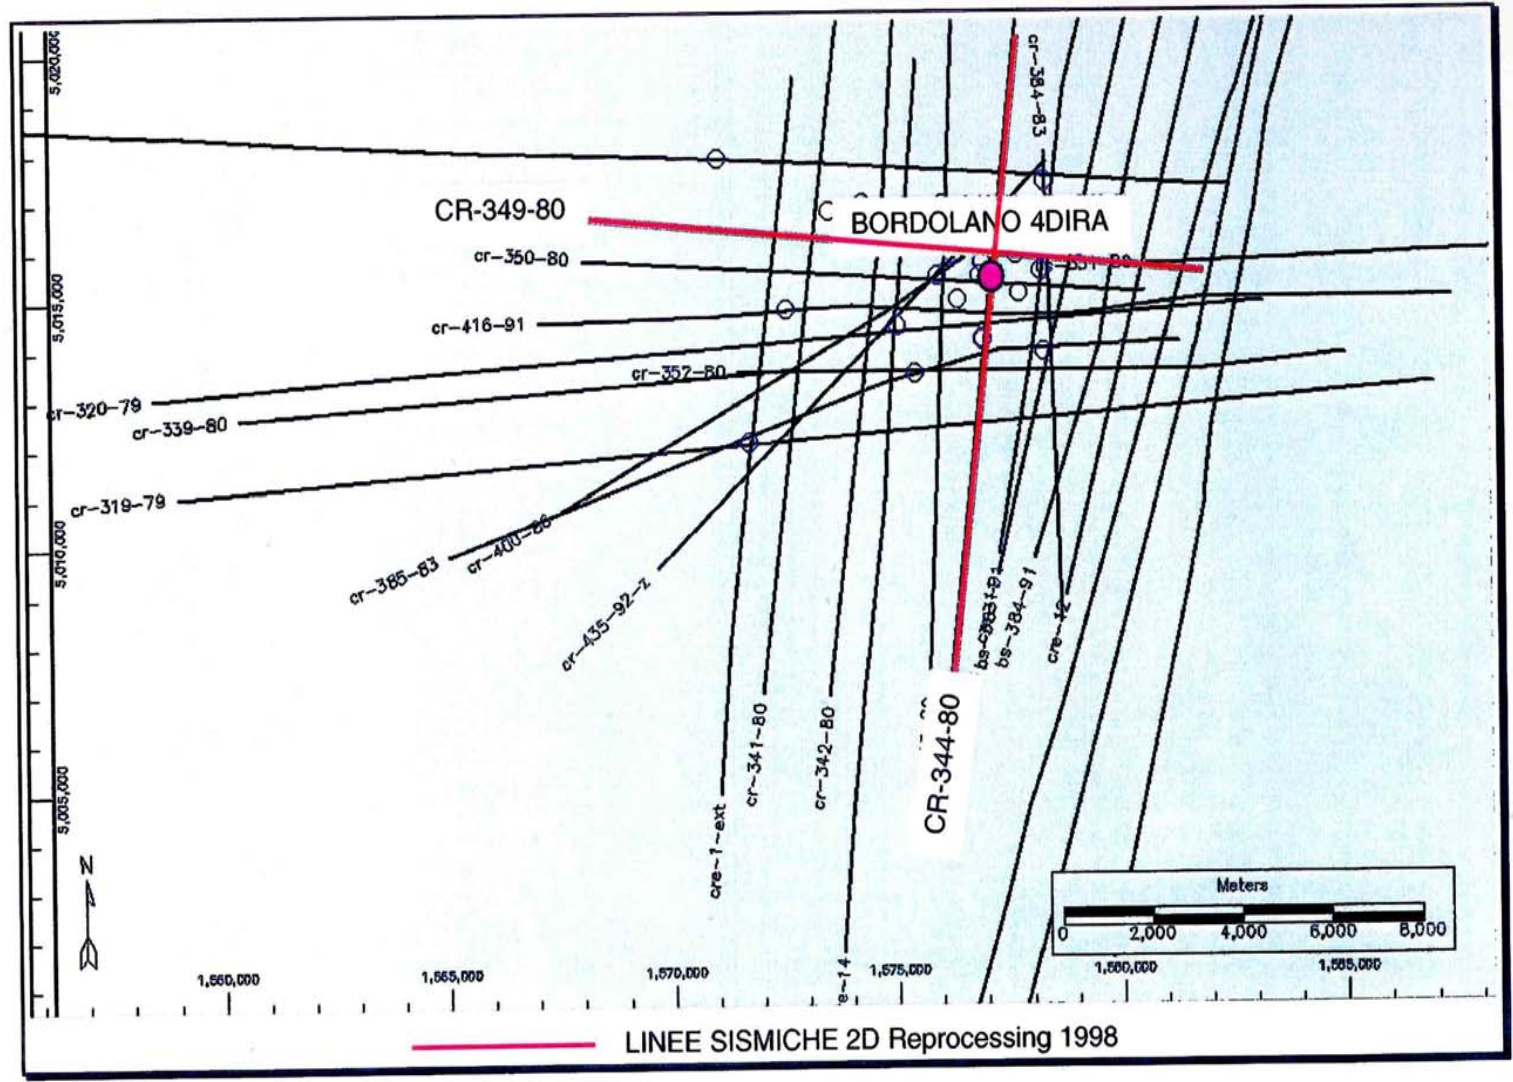 5,020,000
cr-384-83
CR-349-80
BORDOLANO 4DIRA
cr-350-80
5,015,000
cr-416-91
cr-352-80
cr-320-79
cr-339-80
cr-319-79
5,010,000
cr-385-83
cr-400-86
cr-435-92-z
bs-384-91
cr-341-80
cr-342-80
CR-344-80
5,005,000
cre-1-ext
N
Meters
0 2,000 4,000 6,000 8,000
1,560,000 1,565,000 1,570,000 1,575,000 1,580,000 1,585,000
LINEE SISMICHE 2D Reprocessing 1998